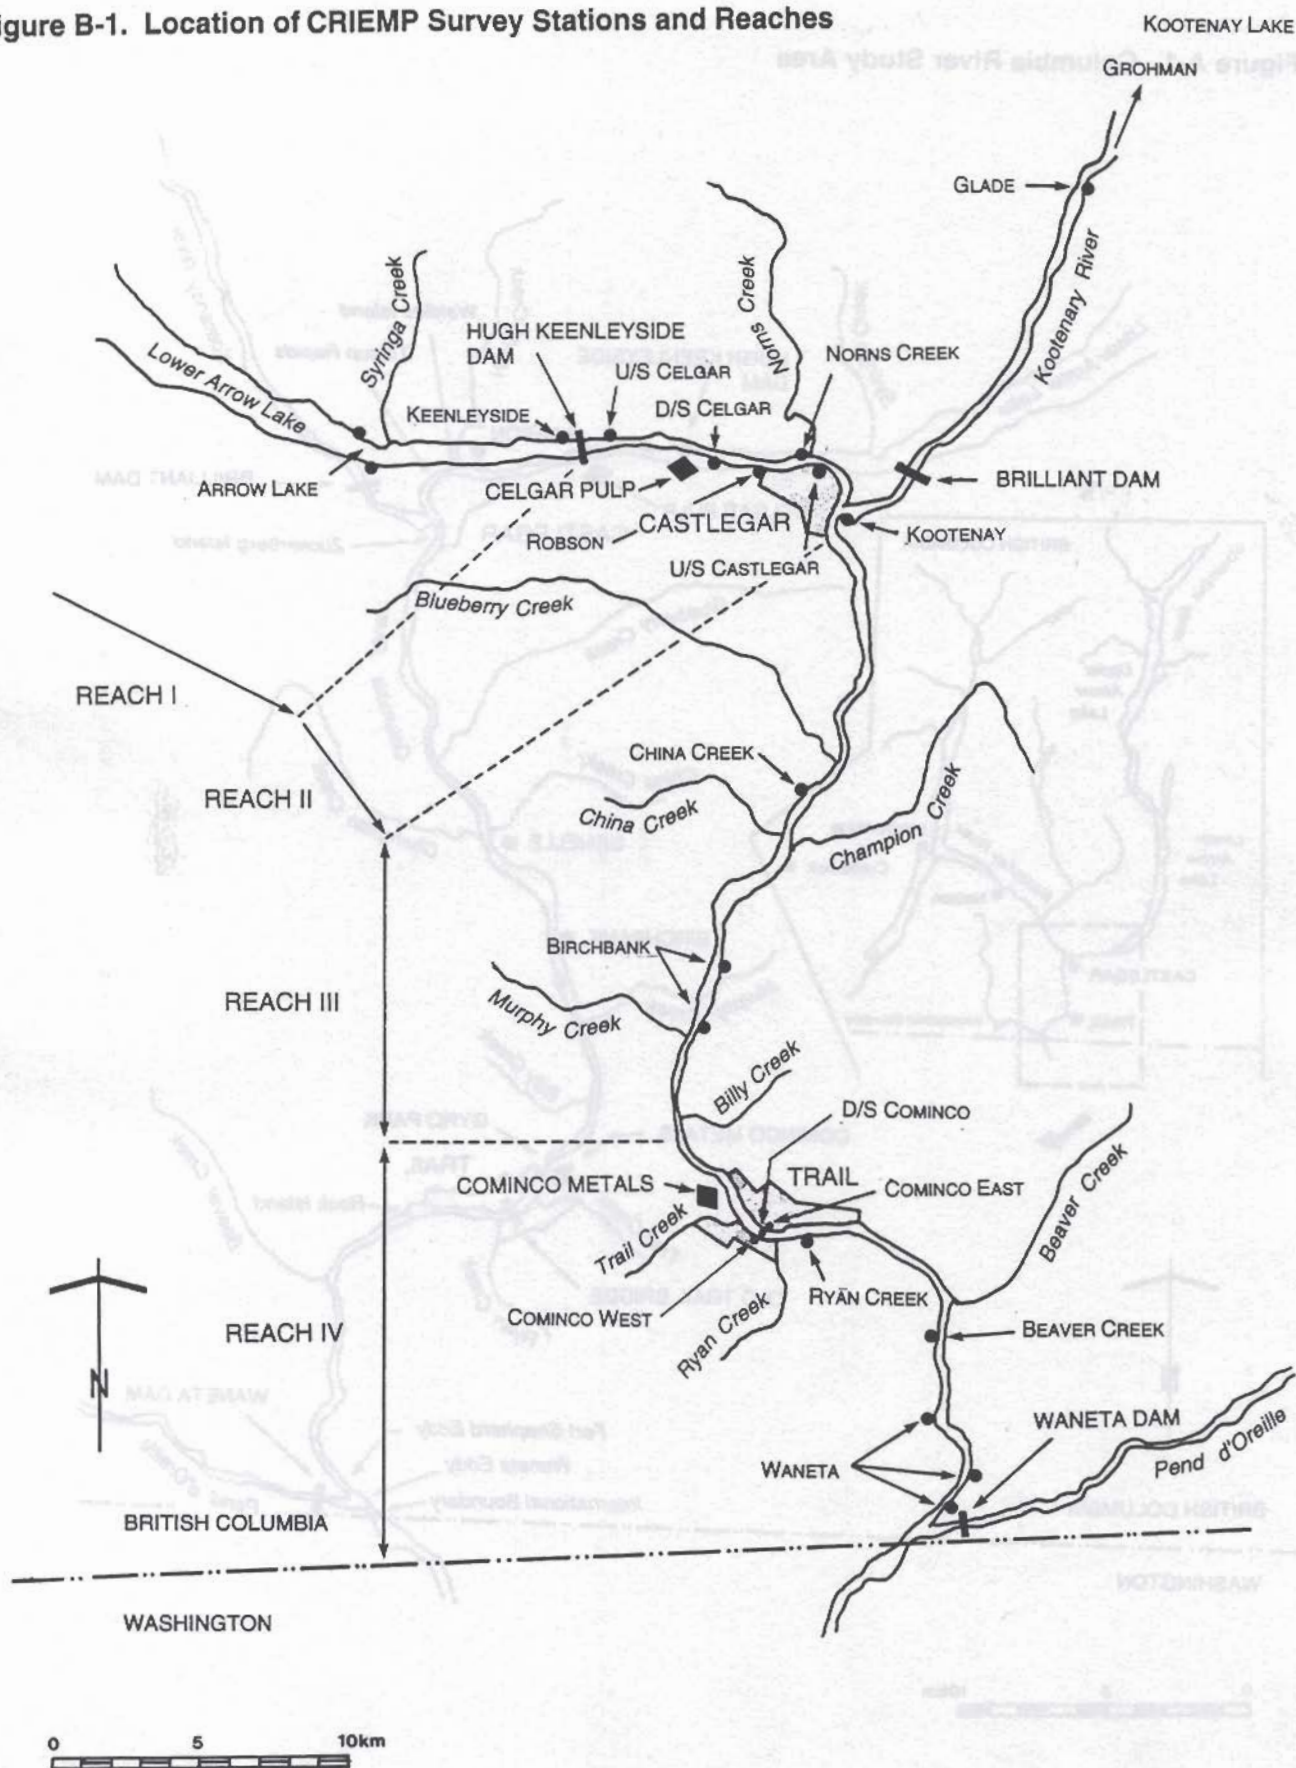 igure B-1. Location of CRIEMP Survey Stations and Reaches
KOOTENAY LAKE
GROHMAN
GLADE
Kootenary River
Syringa Creek
Norns Creek
HUGH KEENLEYSIDE
DAM
U/S CELGAR
NORNS CREEK
Lower Arrow Lake
KEENLEYSIDE
D/S CELGAR
ARROW LAKE
CELGAR PULP
BRILLIANT DAM
CASTLEGAR
ROBSON
KOOTENAY
U/S CASTLEGAR
Blueberry Creek
REACH I
CHINA CREEK
REACH II
China Creek
Champion Creek
BIRCHBANK
REACH III
Murphy Creek
Billy Creek
D/S COMINCO
COMINCO METALS
TRAIL
COMINCO EAST
Beaver Creek
Trail Creek
RYAN CREEK
COMINCO WEST
Ryan Creek
REACH IV
BEAVER CREEK
N
WANETA DAM
WANETA
Pend d'Oreille
BRITISH COLUMBIA
WASHINGTON
0 5 10km